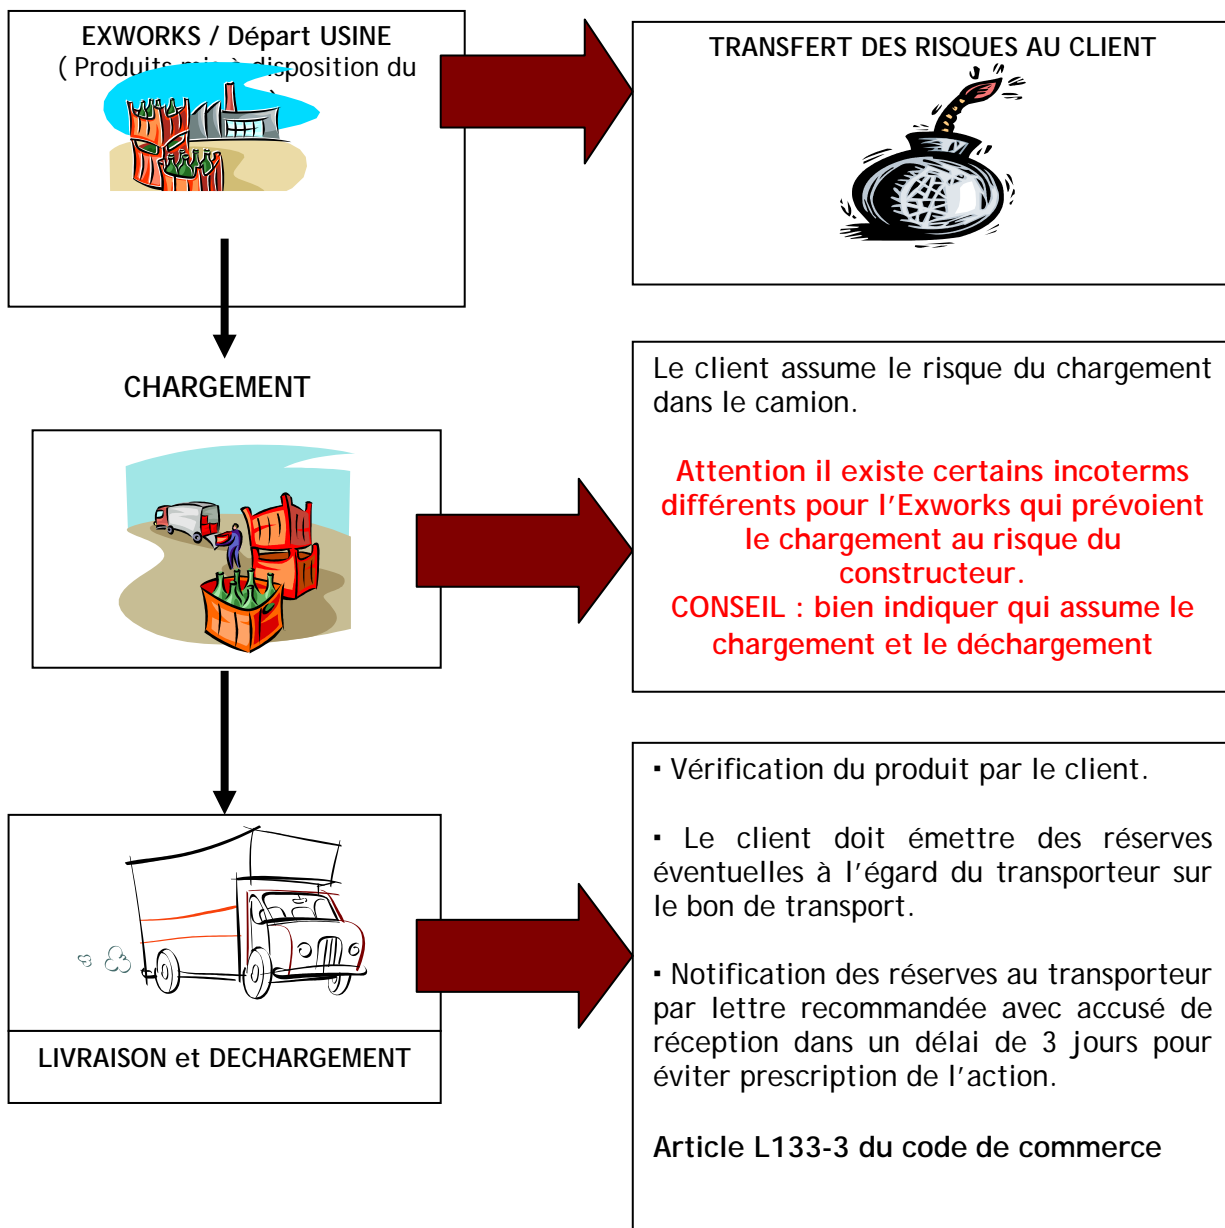 EXWORKS / Départ USINE
( Produits mis à disposition du
TRANSFERT DES RISQUES AU CLIENT
CHARGEMENT
Le client assume le risque du chargement
dans le camion.
Attention il existe certains incoterms
différents pour l'Exworks qui prévoient
le chargement au risque du
constructeur.
CONSEIL : bien indiquer qui assume le
chargement et le déchargement
LIVRAISON et DECHARGEMENT
▪ Vérification du produit par le client.
▪ Le client doit émettre des réserves
éventuelles à l'égard du transporteur sur
le bon de transport.
▪ Notification des réserves au transporteur
par lettre recommandée avec accusé de
réception dans un délai de 3 jours pour
éviter prescription de l'action.
Article L133-3 du code de commerce